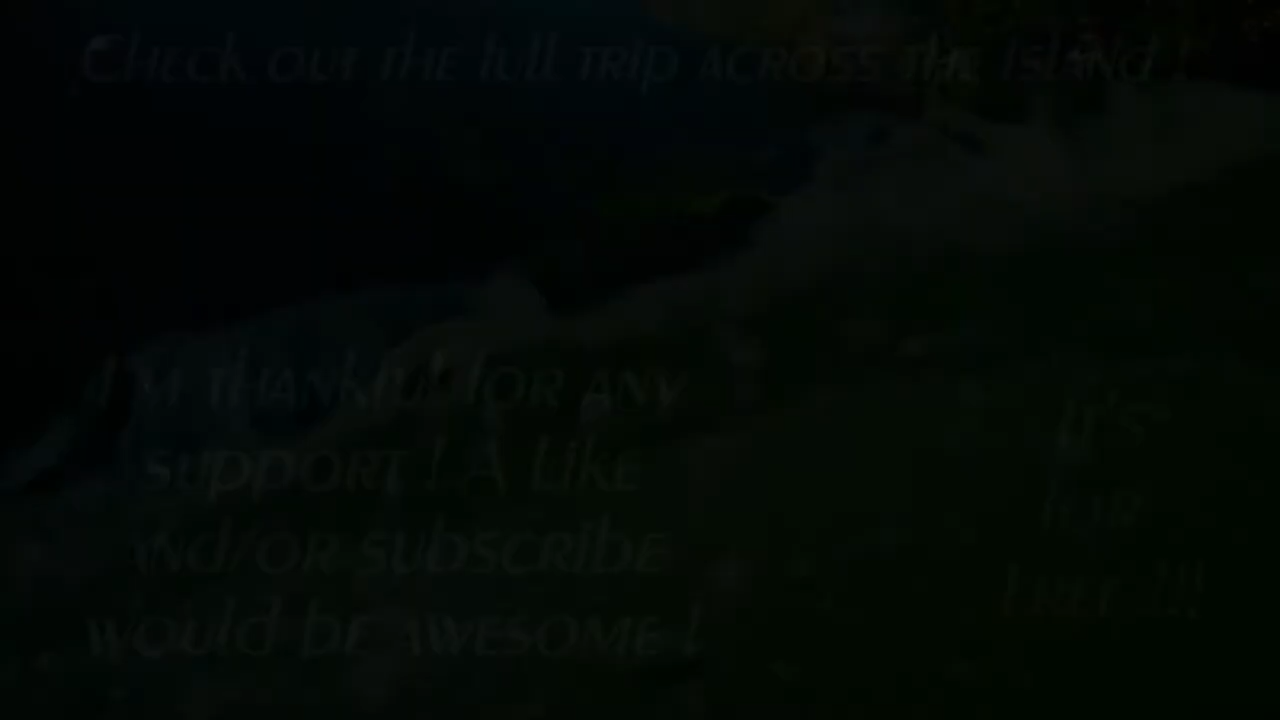 Check out the full trip across the island !
I'm thankful for any
support ! A like
and/or subscribe
would be awesome !
It's
for
free !!!